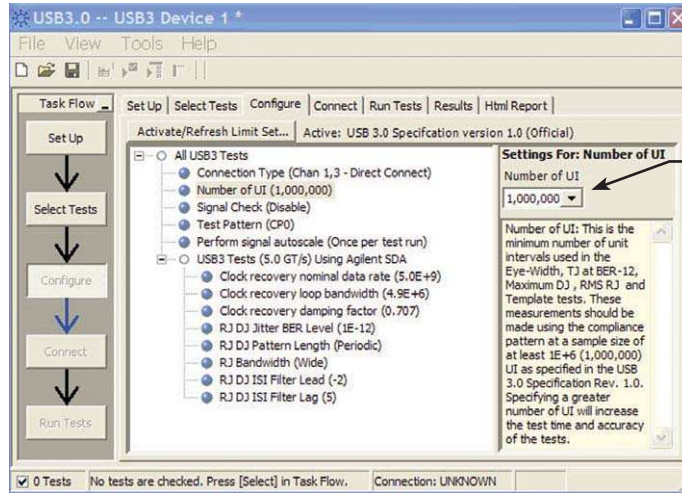 USB3.0 -- USB3 Device 1 *
File View Tools Help
Task Flow
Set Up
Select Tests
Configure
Connect
Run Tests
Set Up Select Tests Configure Connect Run Tests Results Html Report
Activate/Refresh Limit Set... Active: USB 3.0 Specifcation version 1.0 (Official)
All USB3 Tests
Connection Type (Chan 1,3 - Direct Connect)
Number of UI (1,000,000)
Signal Check (Disable)
Test Pattern (CP0)
Perform signal autoscale (Once per test run)
USB3 Tests (5.0 GT/s) Using Agilent SDA
Clock recovery nominal data rate (5.0E+9)
Clock recovery loop bandwidth (4.9E+6)
Clock recovery damping factor (0.707)
RJ DJ Jitter BER Level (1E-12)
RJ DJ Pattern Length (Periodic)
RJ Bandwidth (Wide)
RJ DJ ISI Filter Lead (-2)
RJ DJ ISI Filter Lag (5)
Settings For: Number of UI
Number of UI
1,000,000
Number of UI: This is the
minimum number of unit
intervals used in the
Eye-Width, TJ at BER-12,
Maximum DJ , RMS RJ and
Template tests. These
measurements should be
made using the compliance
pattern at a sample size of
at least 1E+6 (1,000,000)
UI as specified in the USB
3.0 Specification Rev. 1.0.
Specifying a greater
number of UI will increase
the test time and accuracy
of the tests.
0 Tests No tests are checked. Press [Select] in Task Flow. Connection: UNKNOWN